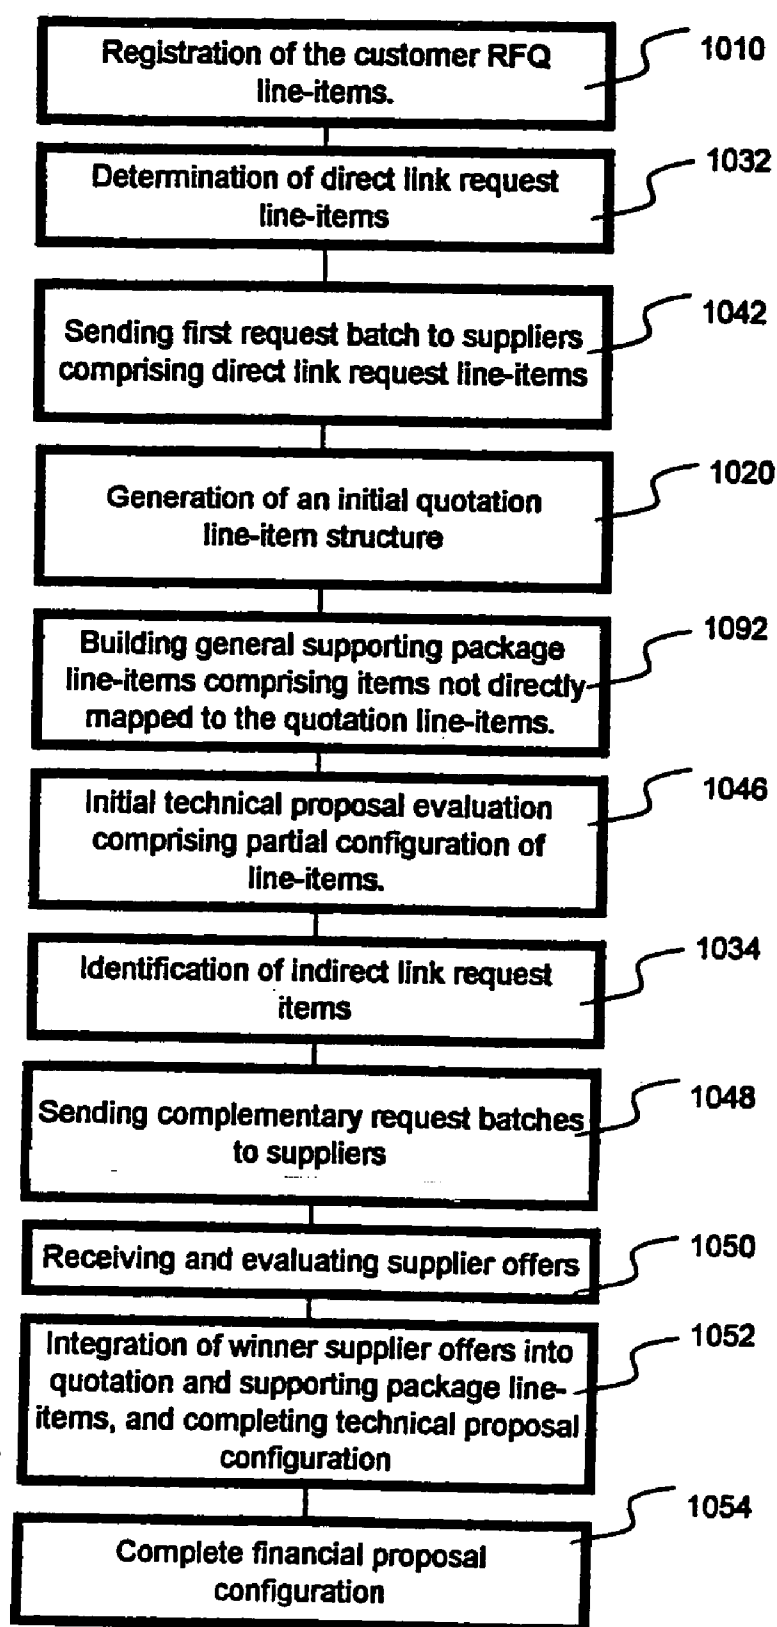 Registration of the customer RFQ
line-items.
1010
Determination of direct link request
line-items
1032
Sending first request batch to suppliers
comprising direct link request line-items
1042
Generation of an initial quotation
line-item structure
1020
Building general supporting package
line-items comprising items not directly
mapped to the quotation line-items.
1092
Initial technical proposal evaluation
comprising partial configuration of
line-items.
1046
Identification of indirect link request
items
1034
Sending complementary request batches
to suppliers
1048
Receiving and evaluating supplier offers
1050
Integration of winner supplier offers into
quotation and supporting package line-
items, and completing technical proposal
configuration
1052
Complete financial proposal
configuration
1054